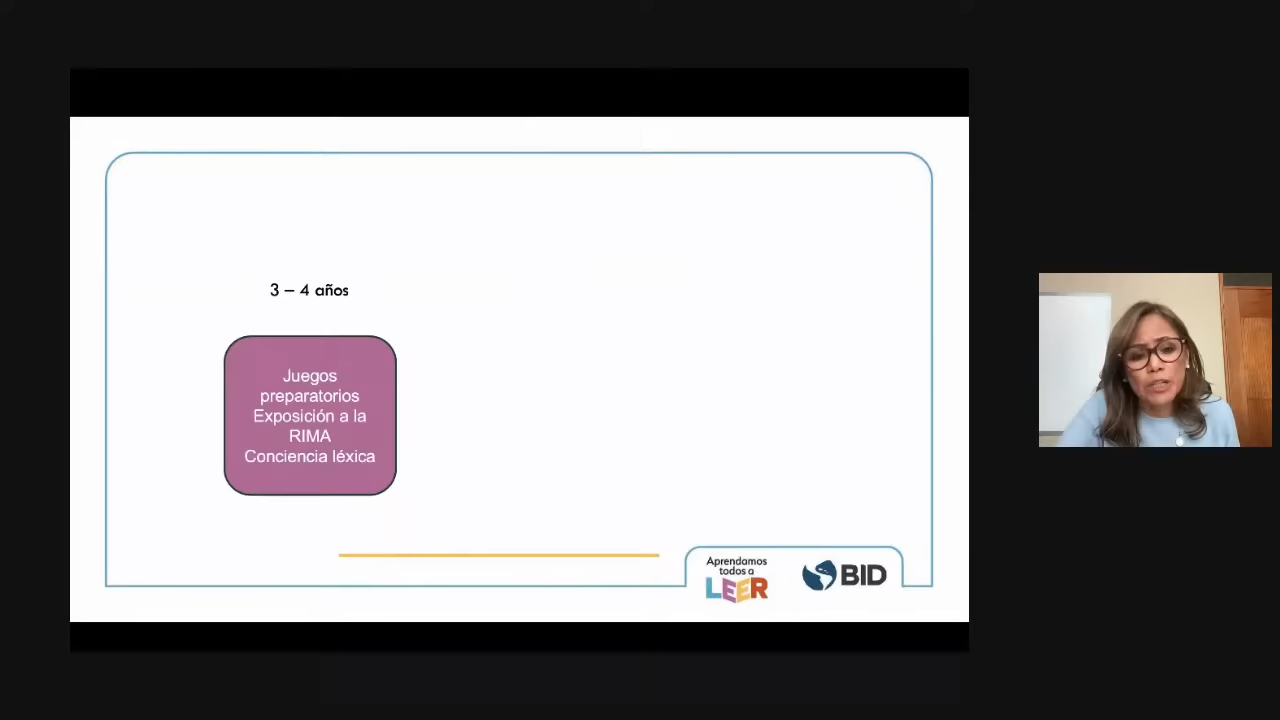 3 – 4 años
Juegos
preparatorios
Exposición a la
RIMA
Conciencia léxica
Aprendamos
todos a
LEER
BID